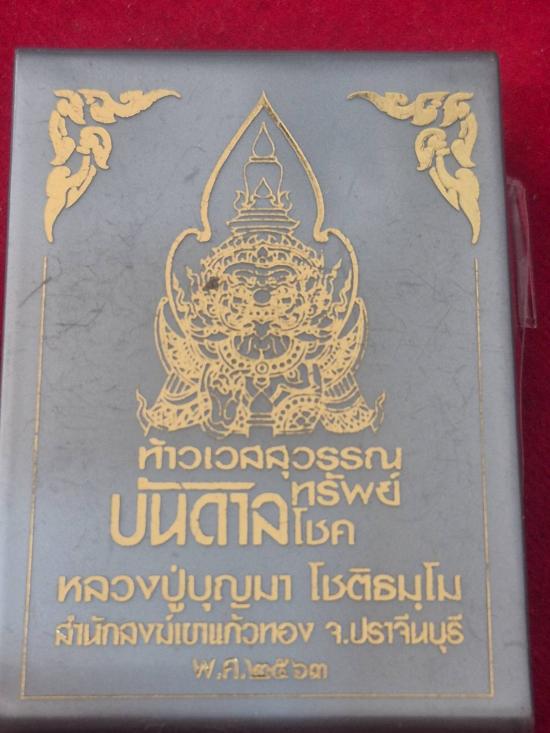 ท้าวเวสสุวรรณ
บันดาลทรัพย์
โชค
หลวงปู่บุญมา โชติธมฺโม
สำนักสงฆ์เขาแก้วทอง จ.ปราจีนบุรี
พ.ศ.๒๕๖๓